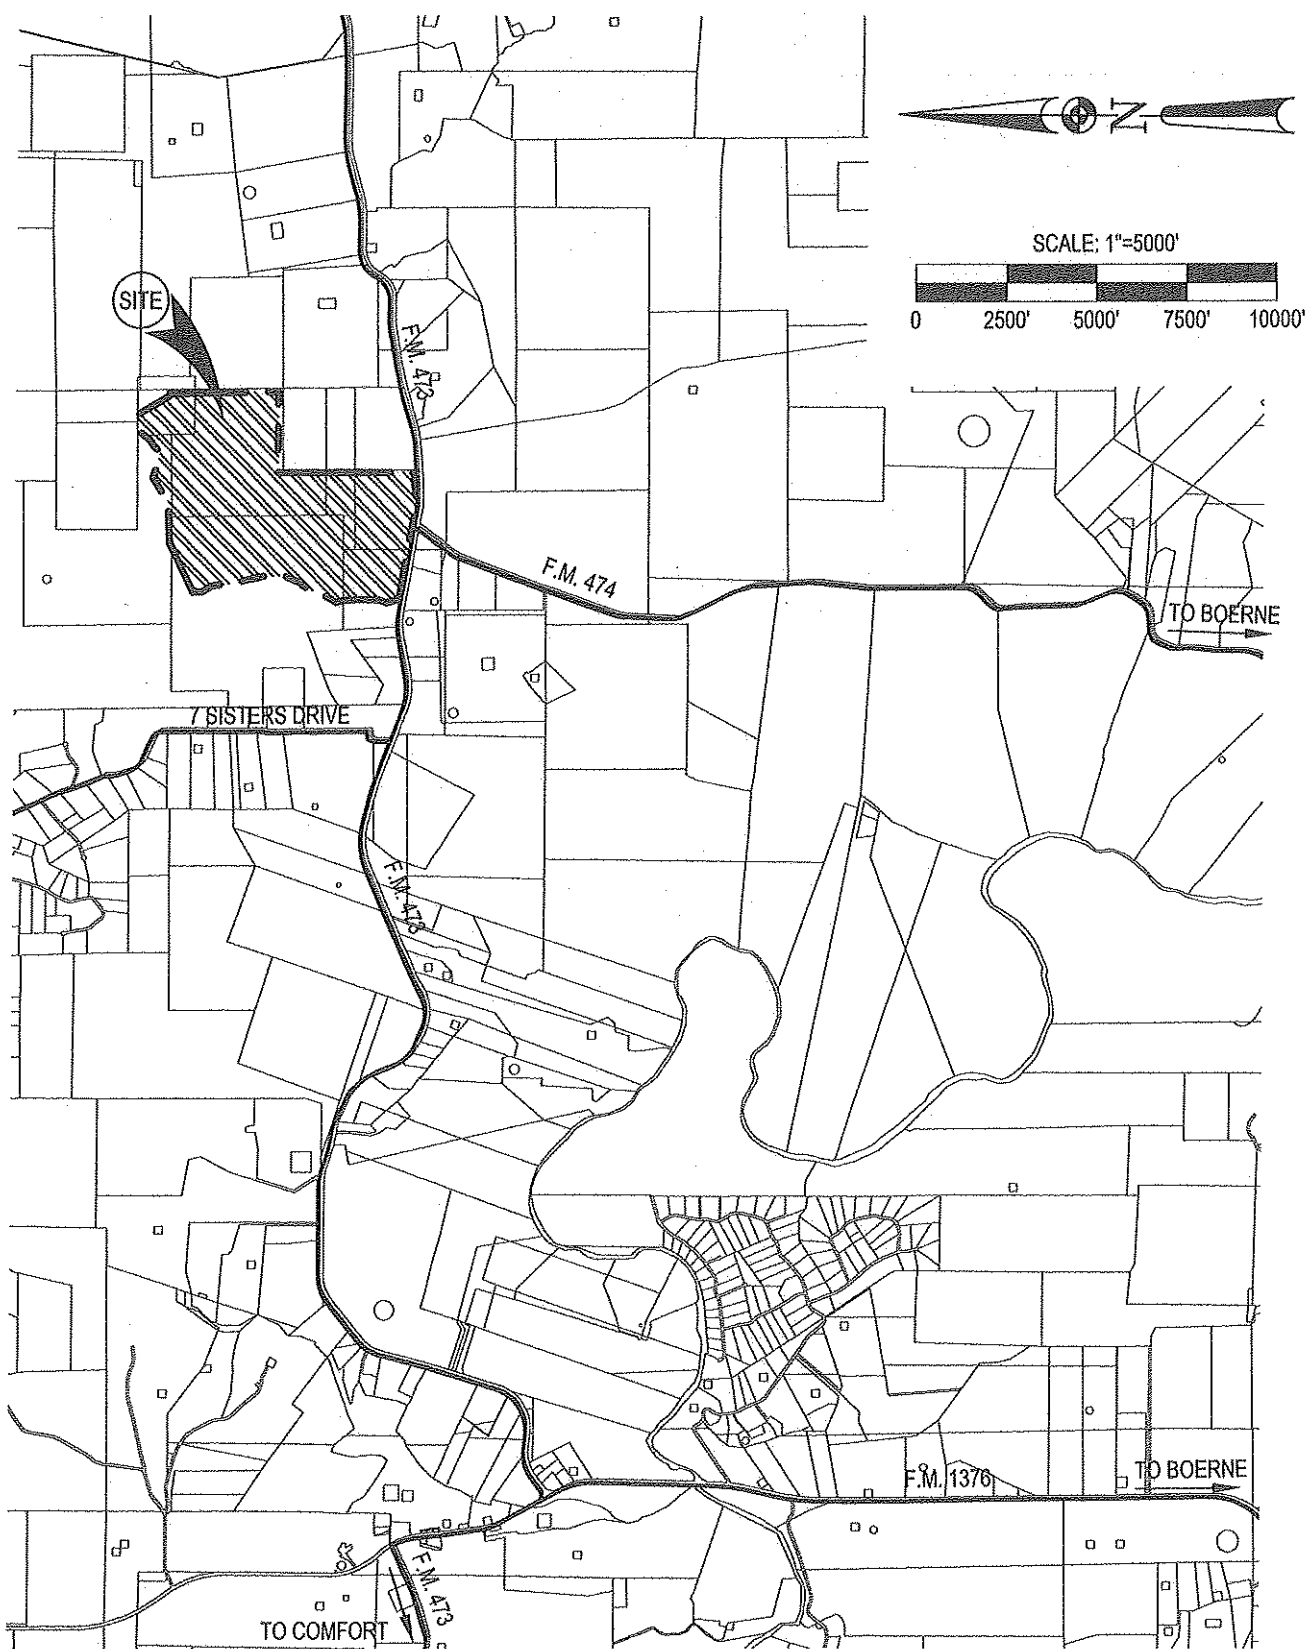 N
SCALE: 1"=5000'
0 2500' 5000' 7500' 10000'
SITE
F.M. 473
F.M. 474
TO BOERNE
7 SISTERS DRIVE
F.M. 473
F.M. 1376
TO BOERNE
F.M. 473
TO COMFORT